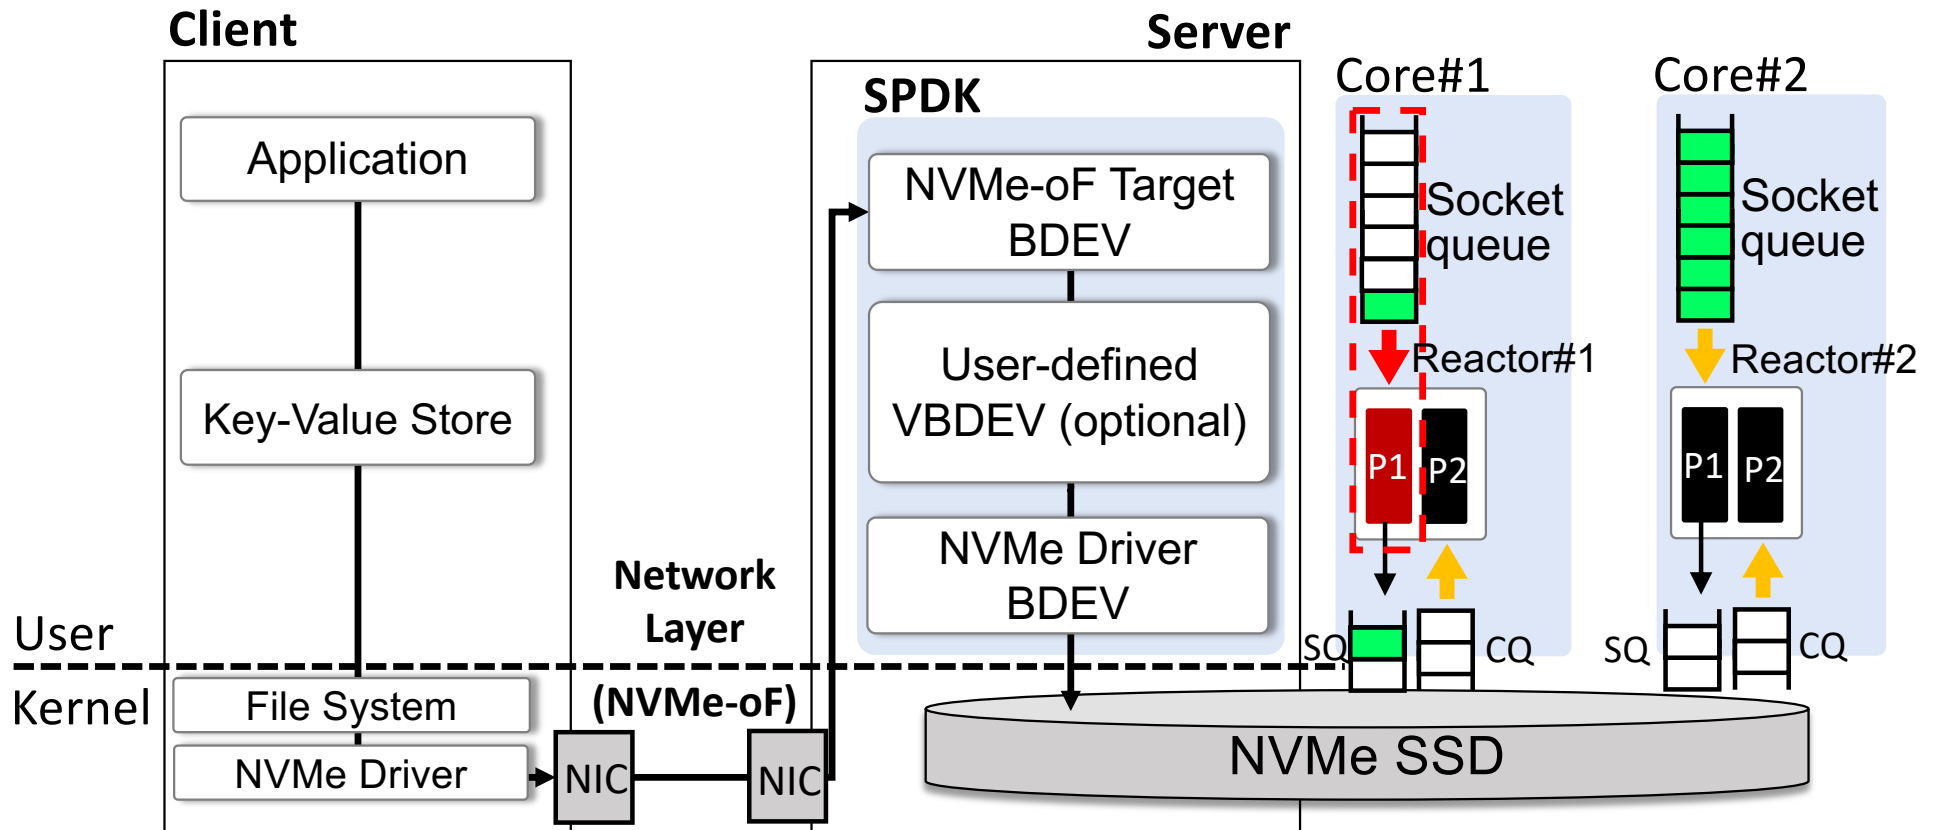 Client
Server
SPDK
Core#1
Core#2
Application
Key-Value Store
File System
NVMe Driver
User
Kernel
Network
Layer
(NVMe-oF)
NIC
NIC
NVMe-oF Target
BDEV
User-defined
VBDEV (optional)
NVMe Driver
BDEV
NVMe SSD
Socket
queue
Reactor#1
P1
P2
SQ
CQ
Socket
queue
Reactor#2
P1
P2
SQ
CQ